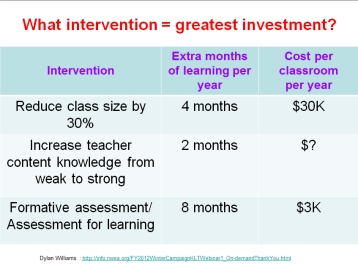 What intervention = greatest investment?
Intervention
Extra months
of learning per
year
Cost per
classroom
per year
Reduce class size by
30%
4 months
$30K
Increase teacher
content knowledge from
weak to strong
2 months
$?
Formative assessment/
Assessment for learning
8 months
$3K
Dylan Williams : http://info.nwea.org/FY2012WinterCampaignKLTWebinar1_On-demandThankYou.html